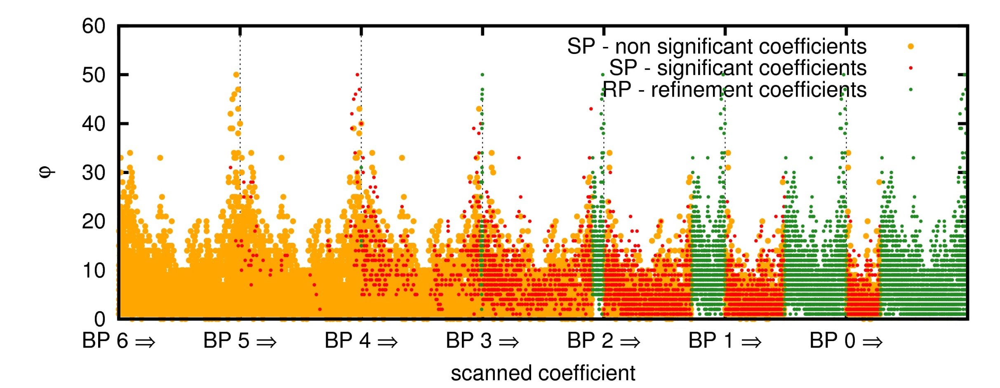 60
SP - non significant coefficients
SP - significant coefficients
50
RP - refinement coefficients
40
φ
30
20
10
0
BP 6 ⇒ BP 5 ⇒ BP 4 ⇒ BP 3 ⇒ BP 2 ⇒ BP 1 ⇒ BP 0 ⇒
scanned coefficient